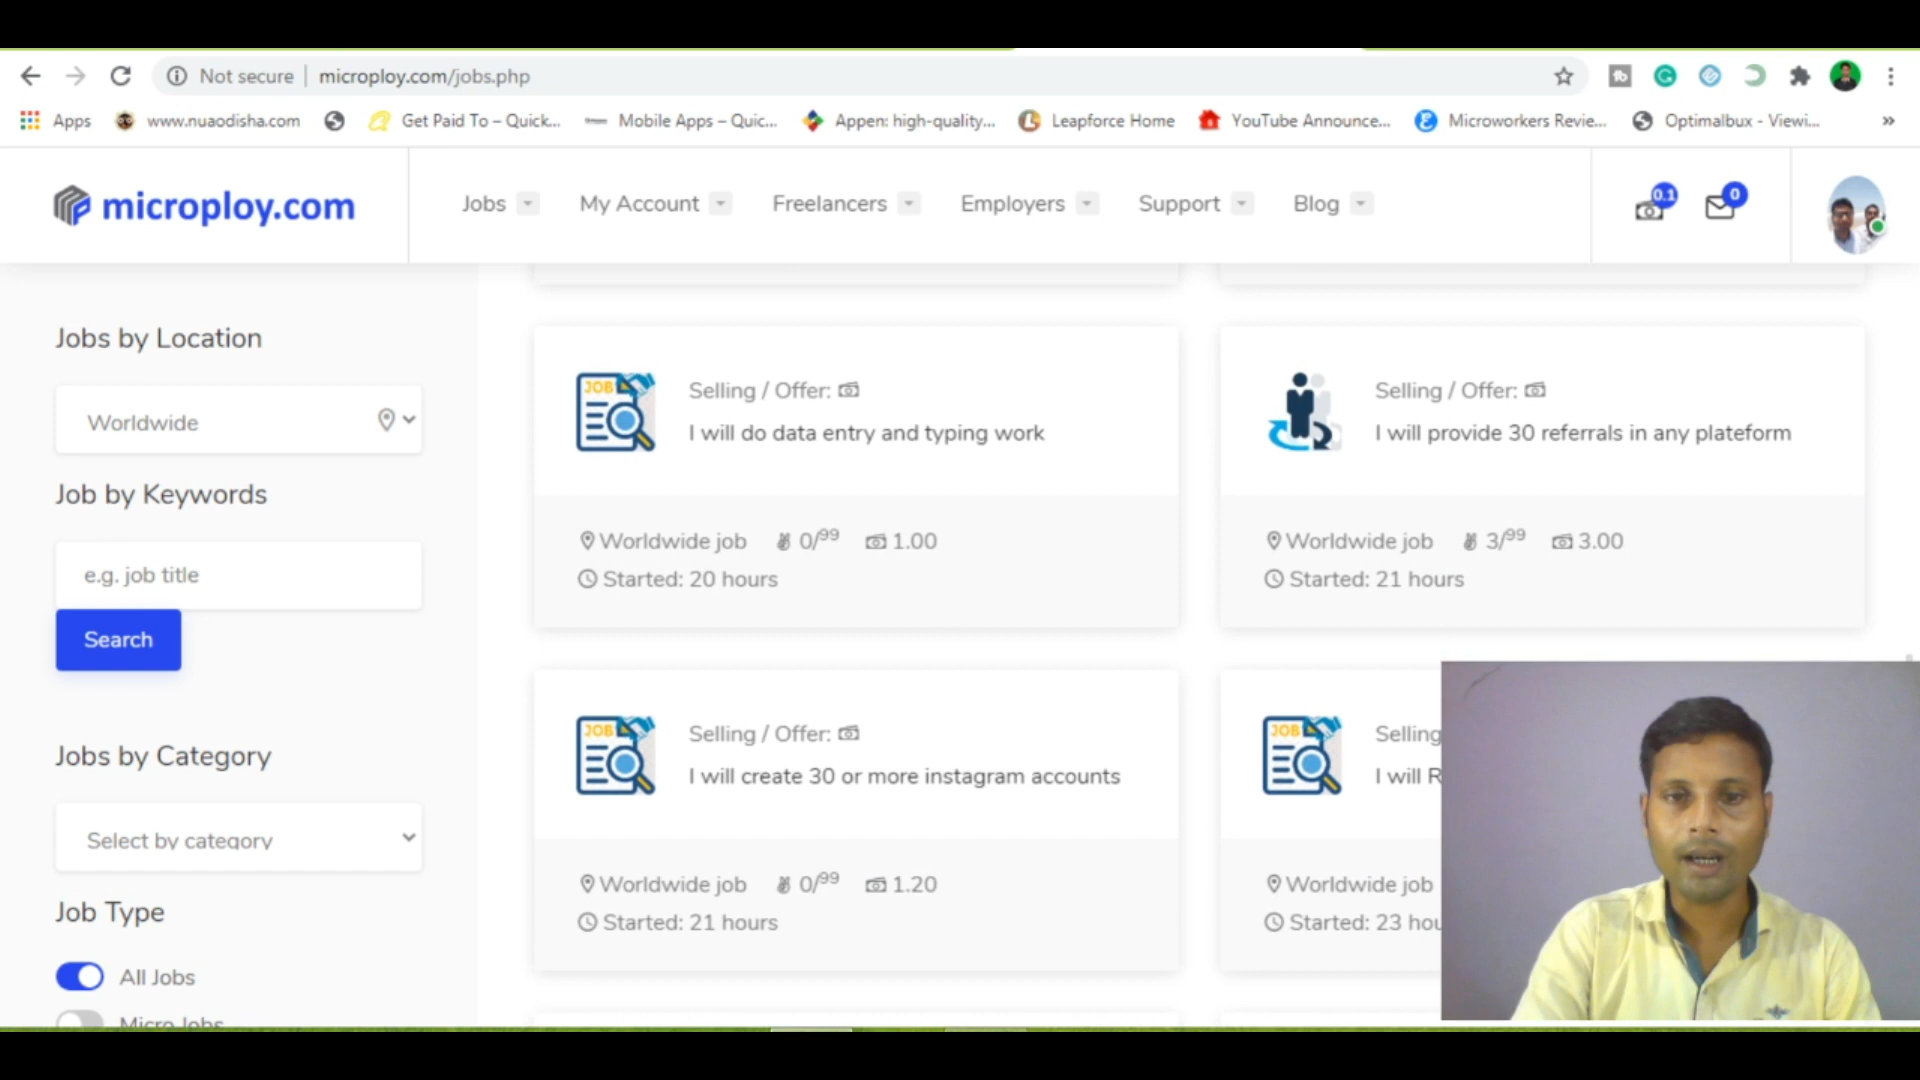 Not secure | microploy.com/jobs.php
Apps www.nuaodisha.com Get Paid To – Quick... Mobile Apps – Quic... Appen: high-quality... Leapforce Home YouTube Announce... Microworkers Revie... Optimalbux - Viewi... »
microploy.com Jobs My Account Freelancers Employers Support Blog 0.1 0
Jobs by Location
Worldwide
Job by Keywords
e.g. job title
Search
Jobs by Category
Select by category
Job Type
All Jobs
Micro Jobs
JOB
Selling / Offer:
I will do data entry and typing work
Worldwide job 0/99 1.00
Started: 20 hours
Selling / Offer:
I will provide 30 referrals in any plateform
Worldwide job 3/99 3.00
Started: 21 hours
JOB
Selling / Offer:
I will create 30 or more instagram accounts
Worldwide job 0/99 1.20
Started: 21 hours
JOB
Selling
I will R
Worldwide job
Started: 23 hou